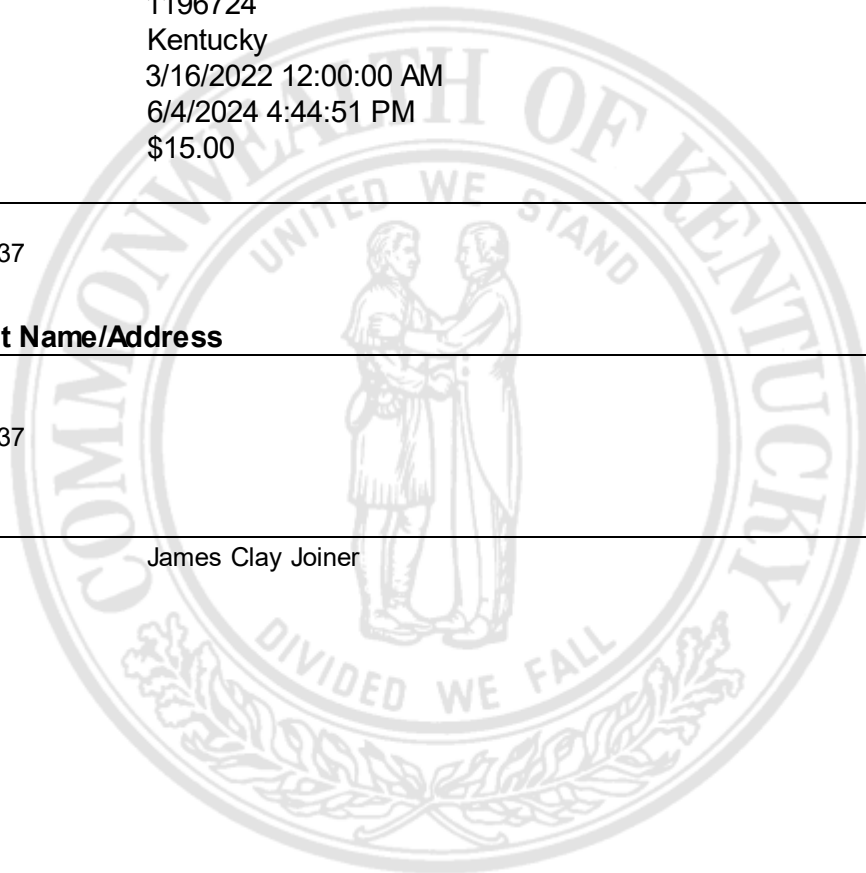 1196724
Kentucky
3/16/2022 12:00:00 AM
6/4/2024 4:44:51 PM
$15.00
37
t Name/Address
37
James Clay Joiner
COMMONWEALTH OF KENTUCKY
UNITED WE STAND
DIVIDED WE FALL